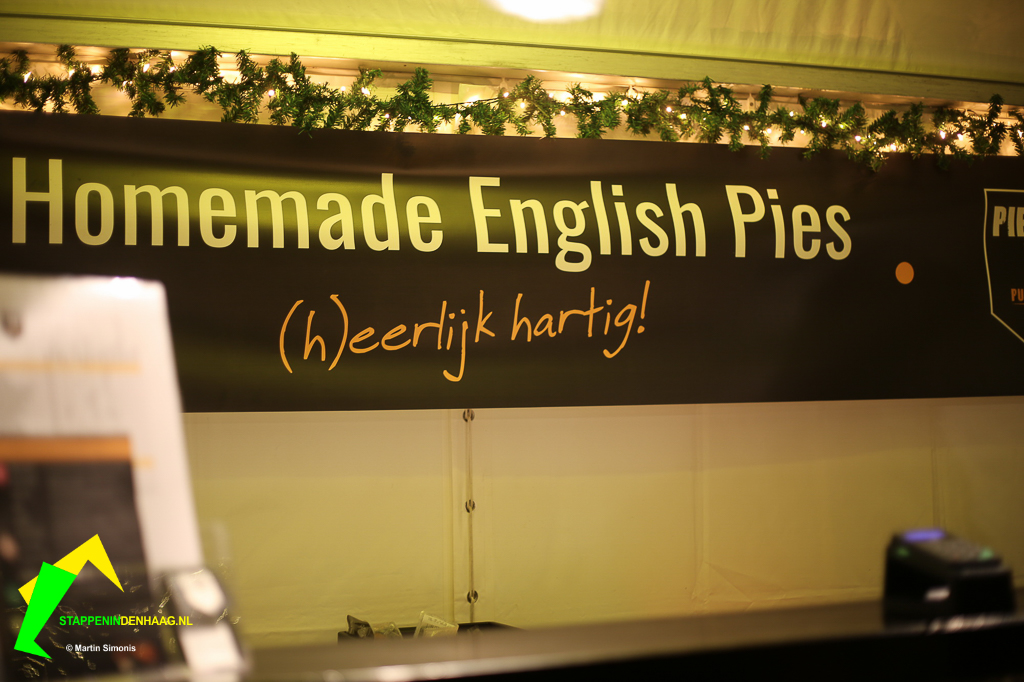 Homemade English Pies
(h)eerlijk hartig!
STAPPENINDENHAAG.NL
© Martin Simonis